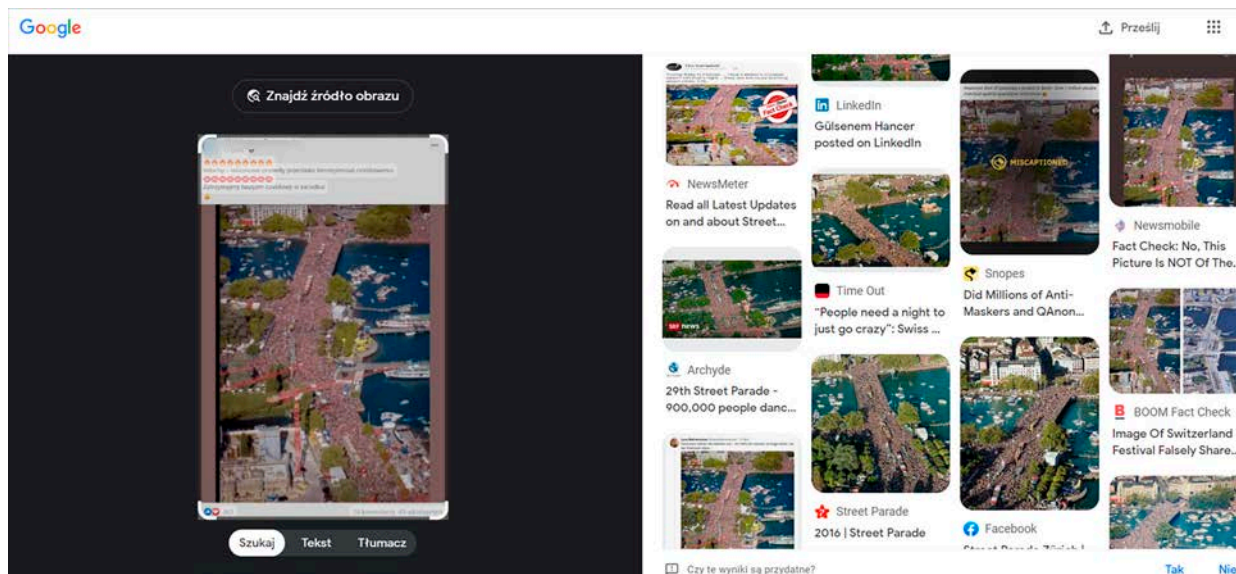 Google
Prześlij
Znajdź źródło obrazu
Szukaj
Tekst
Tłumacz
Fact Check
NewsMeter
Read all Latest Updates
on and about Street...
SRF NEWS
Archyde
29th Street Parade -
900,000 people danc...
LinkedIn
Gülsenem Hancer
posted on LinkedIn
Time Out
"People need a night to
just go crazy": Swiss ...
Street Parade
2016 | Street Parade
MISCAPTIONED
Snopes
Did Millions of Anti-
Maskers and QAnon...
Facebook
Newsmobile
Fact Check: No, This
Picture Is NOT Of The...
BOOM Fact Check
Image Of Switzerland
Festival Falsely Share...
Czy te wyniki są przydatne?
Tak
Nie